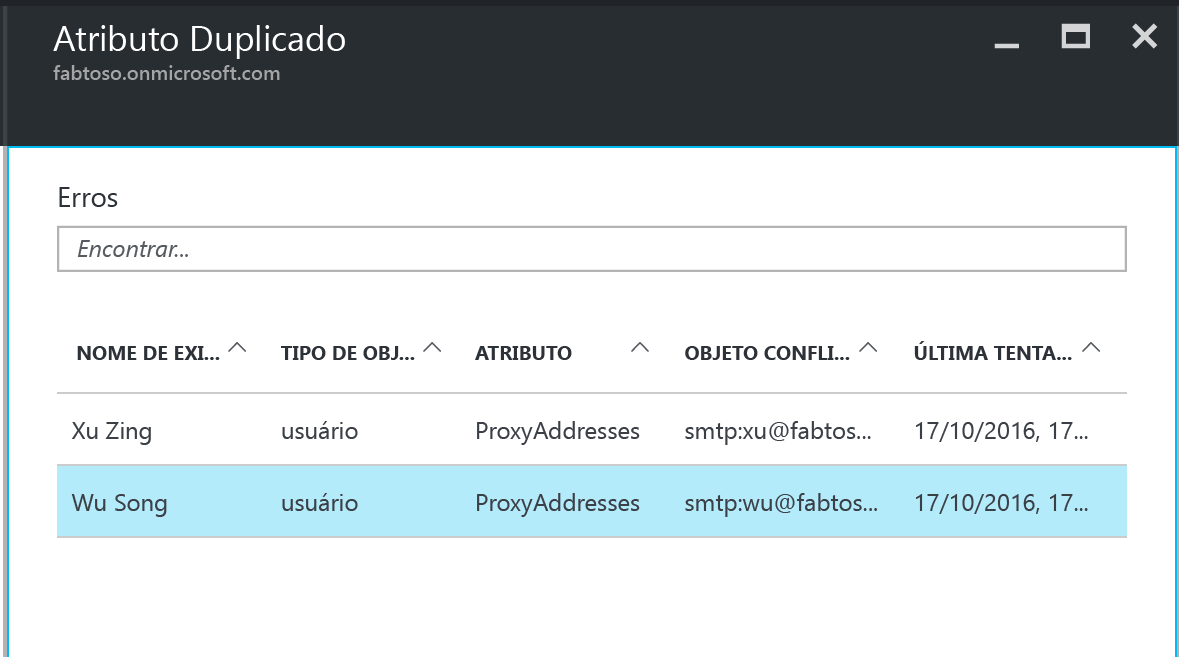 Atributo Duplicado
fabtoso.onmicrosoft.com
Erros
Encontrar...
NOME DE EXI... TIPO DE OBJ... ATRIBUTO OBJETO CONFLI... ÚLTIMA TENTA...
Xu Zing usuário ProxyAddresses smtp:xu@fabtos... 17/10/2016, 17...
Wu Song usuário ProxyAddresses smtp:wu@fabtos... 17/10/2016, 17...